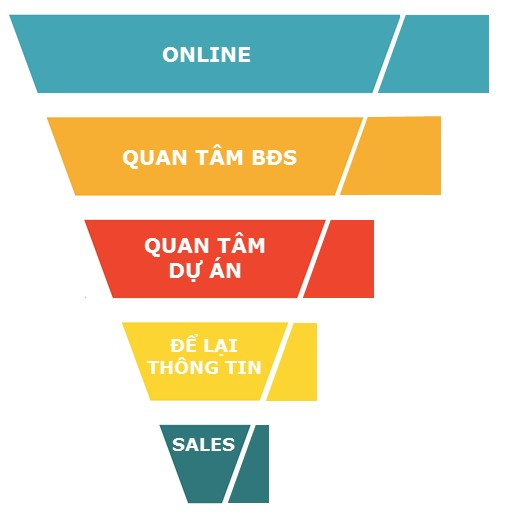 ONLINE
QUAN TÂM BĐS
QUAN TÂM
DỰ ÁN
ĐỂ LẠI
THÔNG TIN
SALES